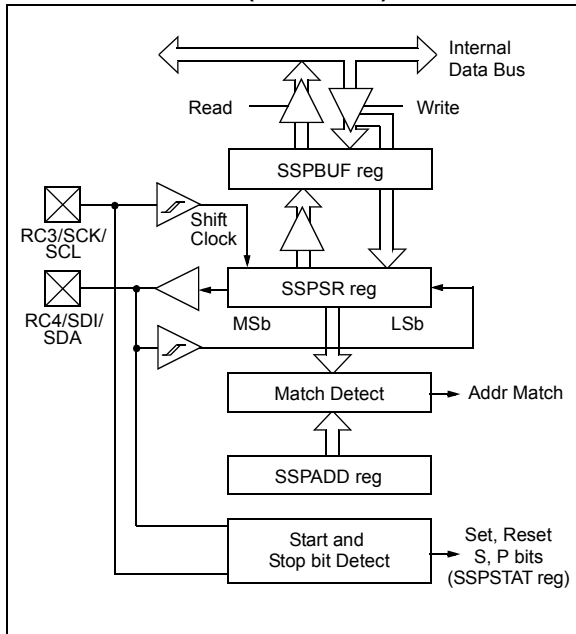 Internal
Data Bus
Read
Write
SSPBUF reg
RC3/SCK/
SCL
Shift
Clock
SSPSR reg
RC4/SDI/
SDA
MSb
LSb
Match Detect
Addr Match
SSPADD reg
Start and
Stop bit Detect
Set, Reset
S, P bits
(SSPSTAT reg)